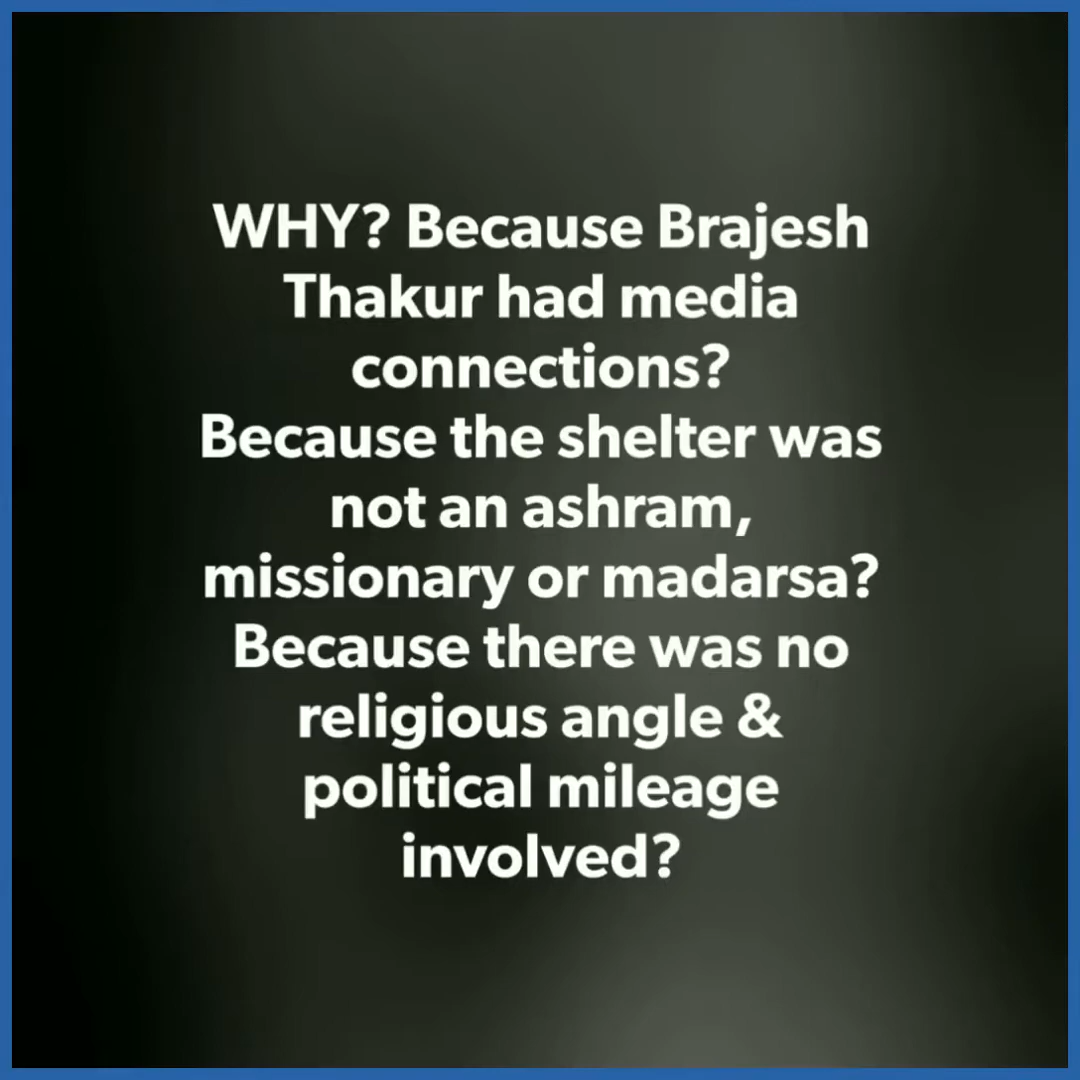 WHY? Because Brajesh
Thakur had media
connections?
Because the shelter was
not an ashram,
missionary or madarsa?
Because there was no
religious angle &
political mileage
involved?